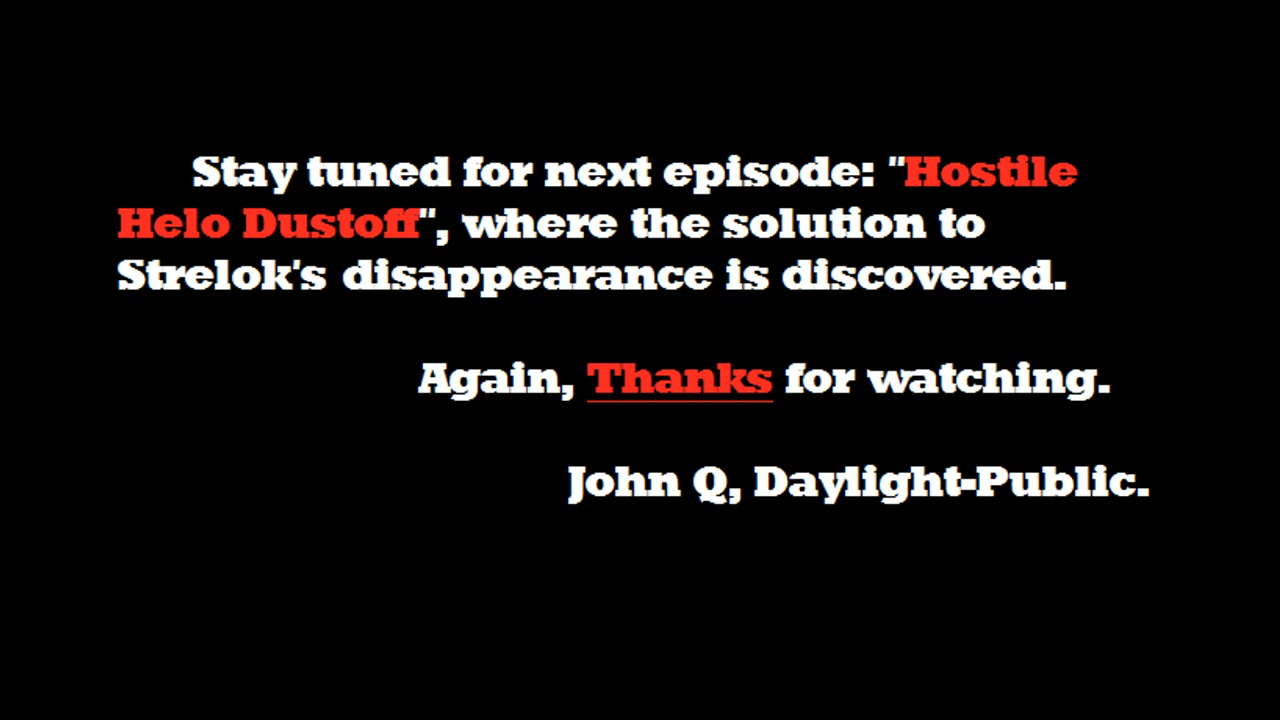 Stay tuned for next episode: "Hostile
Helo Dustoff", where the solution to
Strelok's disappearance is discovered.
Again, Thanks for watching.
John Q, Daylight-Public.